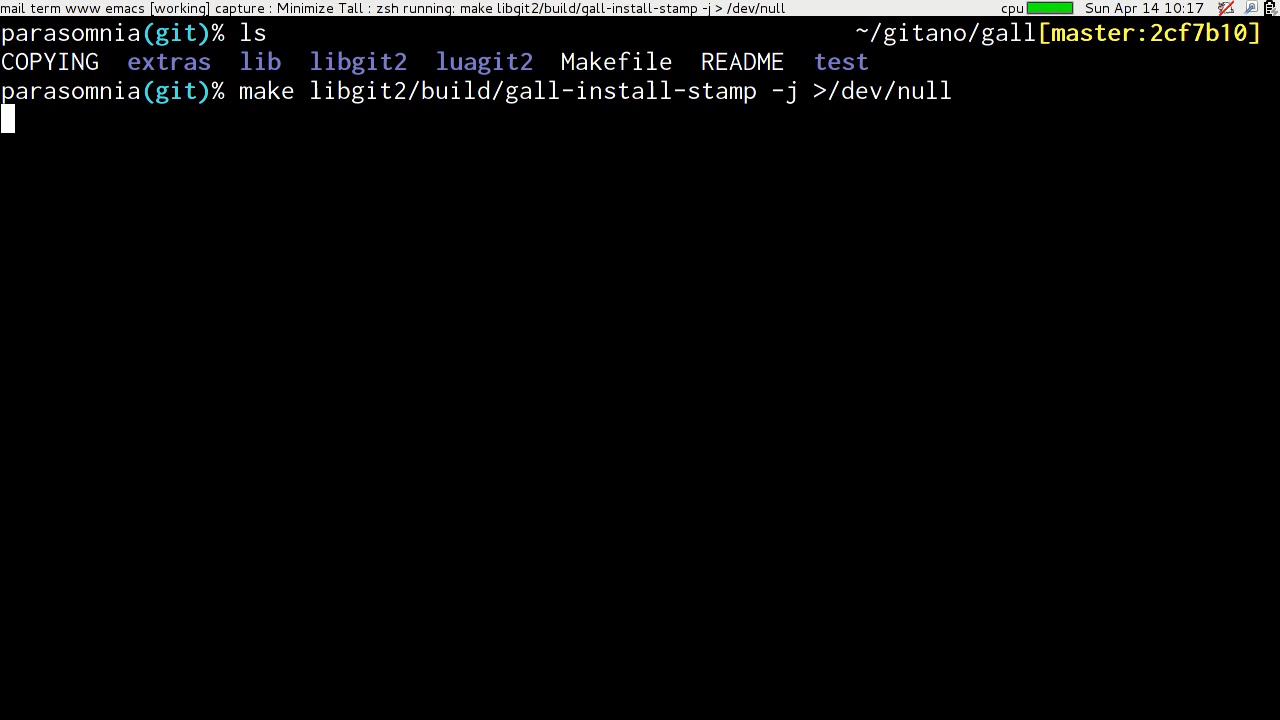 mail term www emacs [working] capture : Minimize Tall : zsh running: make libgit2/build/gall-install-stamp -j > /dev/null cpu Sun Apr 14 10:17
parasomnia(git)% ls ~/gitano/gall[master:2cf7b10]
COPYING extras lib libgit2 luagit2 Makefile README test
parasomnia(git)% make libgit2/build/gall-install-stamp -j >/dev/null